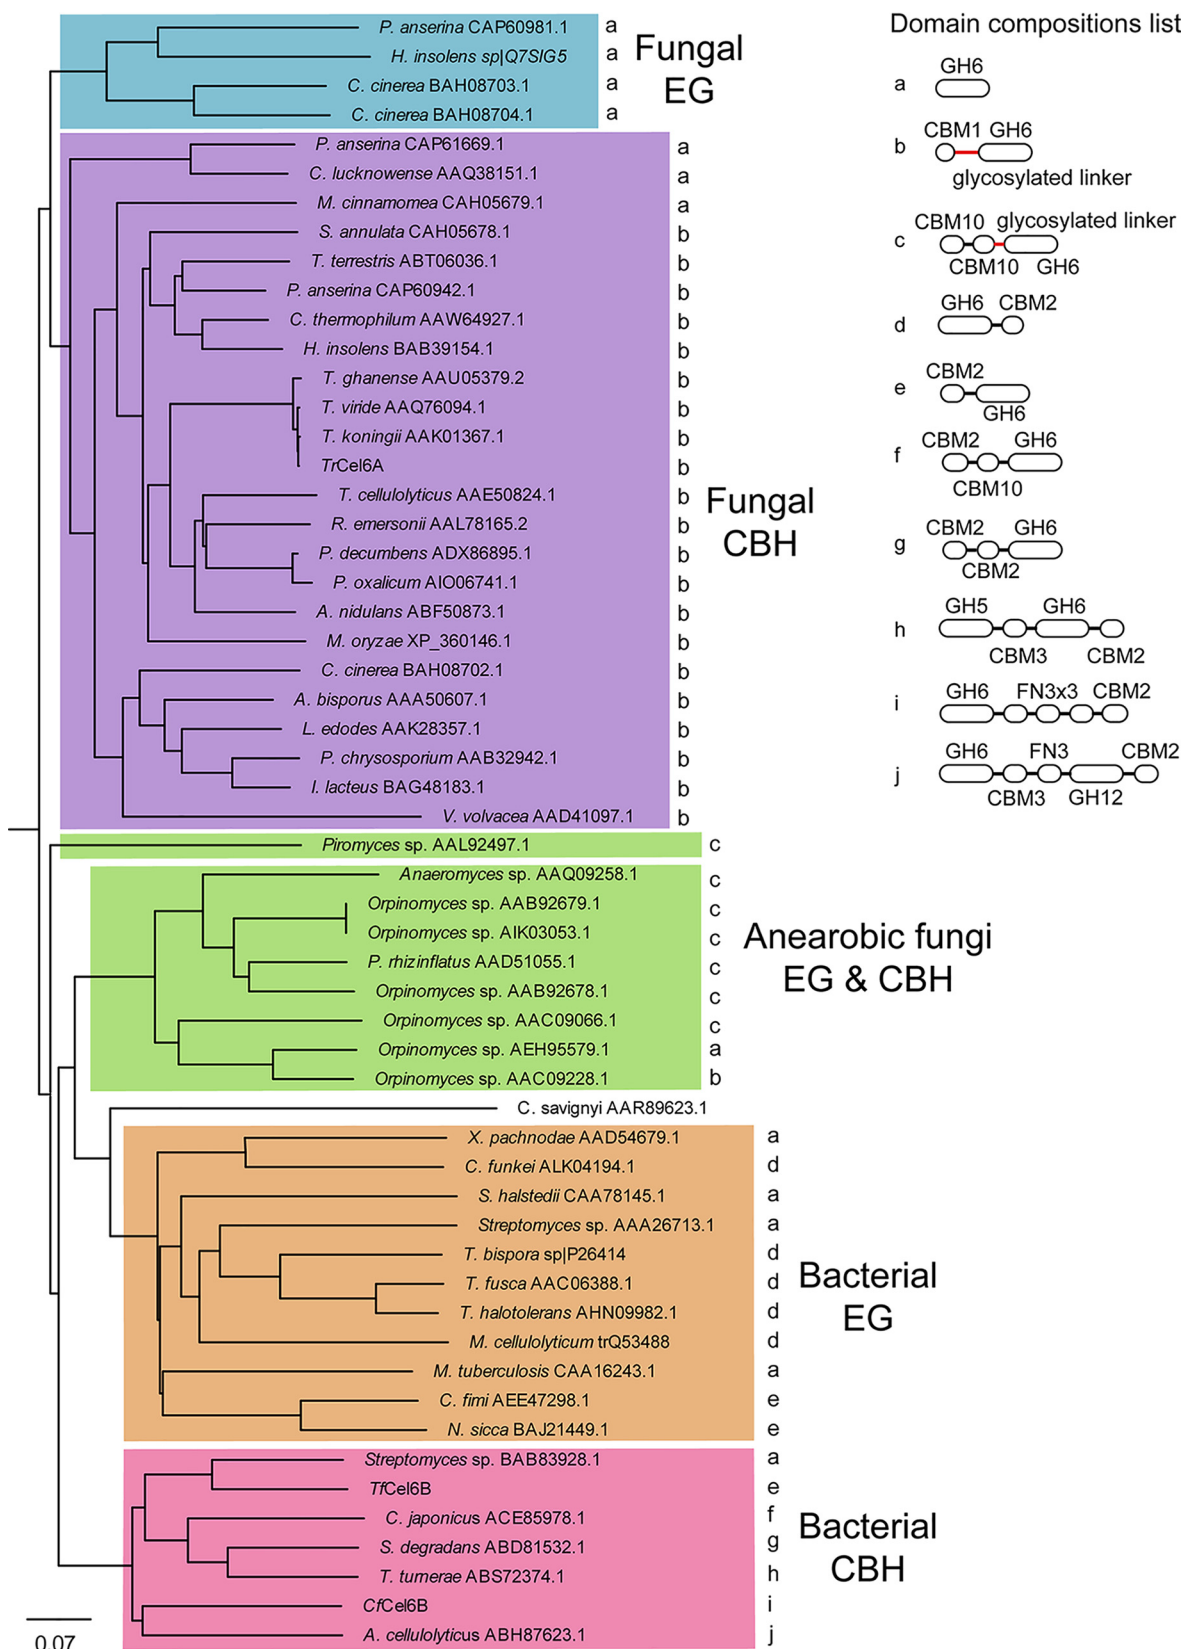 P. anserina CAP60981.1 a
H. insolens sp|Q7SIG5 a
C. cinerea BAH08703.1 a
C. cinerea BAH08704.1 a
Fungal
EG
P. anserina CAP61669.1 a
C. lucknowense AAQ38151.1 a
M. cinnamomea CAH05679.1 a
S. annulata CAH05678.1 b
T. terrestris ABT06036.1 b
P. anserina CAP60942.1 b
C. thermophilum AAW64927.1 b
H. insolens BAB39154.1 b
T. ghanense AAU05379.2 b
T. viride AAQ76094.1 b
T. koningii AAK01367.1 b
TrCel6A b
T. cellulolyticus AAE50824.1 b
R. emersonii AAL78165.2 b
P. decumbens ADX86895.1 b
P. oxalicum AIO06741.1 b
A. nidulans ABF50873.1 b
M. oryzae XP_360146.1 b
C. cinerea BAH08702.1 b
A. bisporus AAA50607.1 b
L. edodes AAK28357.1 b
P. chrysosporium AAB32942.1 b
I. lacteus BAG48183.1 b
V. volvacea AAD41097.1 b
Fungal
CBH
Piromyces sp. AAL92497.1 c
Anaeromyces sp. AAQ09258.1 c
Orpinomyces sp. AAB92679.1 c
Orpinomyces sp. AIK03053.1 c
P. rhizinflatus AAD51055.1 c
Orpinomyces sp. AAB92678.1 c
Orpinomyces sp. AAC09066.1 c
Orpinomyces sp. AEH95579.1 a
Orpinomyces sp. AAC09228.1 b
Anearobic fungi
EG & CBH
C. savignyi AAR89623.1
X. pachnodae AAD54679.1 a
C. funkei ALK04194.1 d
S. halstedii CAA78145.1 a
Streptomyces sp. AAA26713.1 a
T. bispora sp|P26414 d
T. fusca AAC06388.1 d
T. halotolerans AHN09982.1 d
M. cellulolyticum trQ53488 d
M. tuberculosis CAA16243.1 a
C. fimi AEE47298.1 e
N. sicca BAJ21449.1 e
Bacterial
EG
Streptomyces sp. BAB83928.1 a
TfCel6B e
C. japonicus ACE85978.1 f
S. degradans ABD81532.1 g
T. turnerae ABS72374.1 h
CfCel6B i
A. cellulolyticus ABH87623.1 j
Bacterial
CBH
0.07
Domain compositions list
GH6
a
CBM1 GH6
b
glycosylated linker
CBM10 glycosylated linker
c
CBM10 GH6
GH6 CBM2
d
CBM2
e
GH6
CBM2 GH6
f
CBM10
CBM2 GH6
g
CBM2
GH5 GH6
h
CBM3 CBM2
GH6 FN3x3 CBM2
i
GH6 FN3 CBM2
j
CBM3 GH12